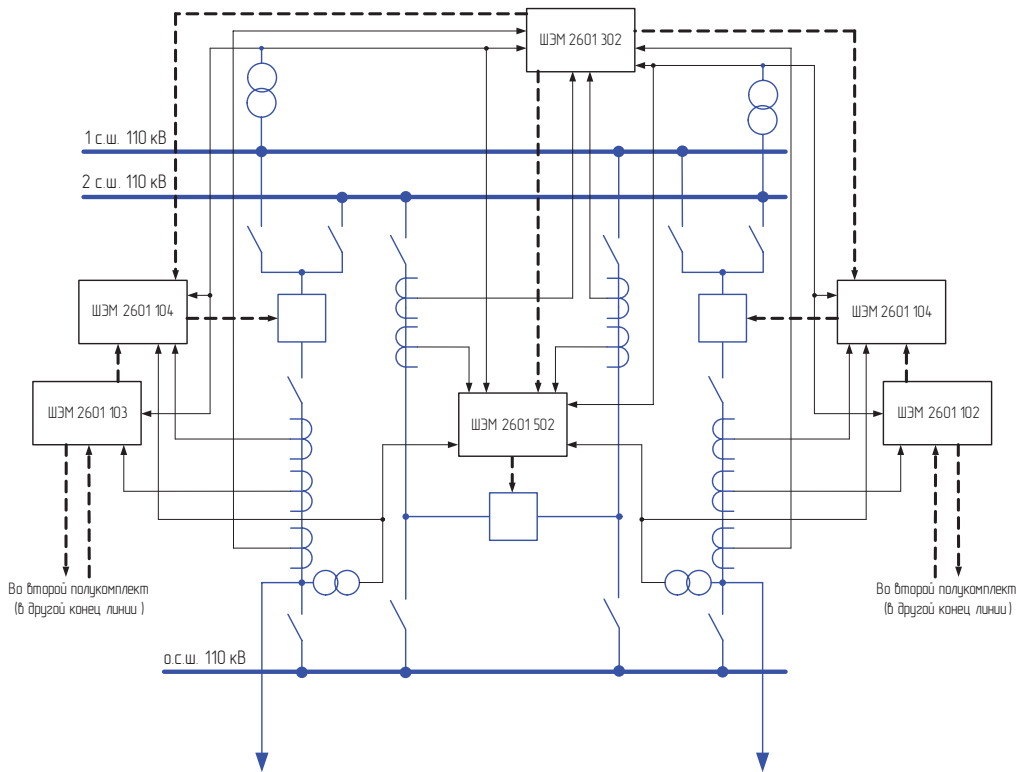 ШЭМ 2601 302
1 с.ш. 110 кВ
2 с.ш. 110 кВ
ШЭМ 2601 104
ШЭМ 2601 104
ШЭМ 2601 103
ШЭМ 2601 502
ШЭМ 2601 102
Во второй полукомплект
(в другой конец линии )
Во второй полукомплект
(в другой конец линии)
о.с.ш. 110 кВ